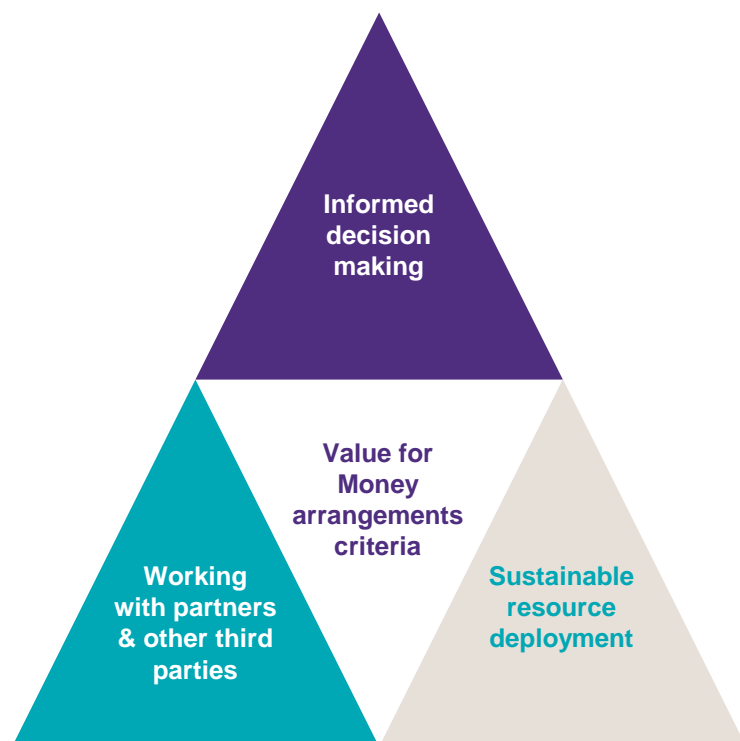 Informed
decision
making
Value for
Money
arrangements
criteria
Working
with partners
& other third
parties
Sustainable
resource
deployment